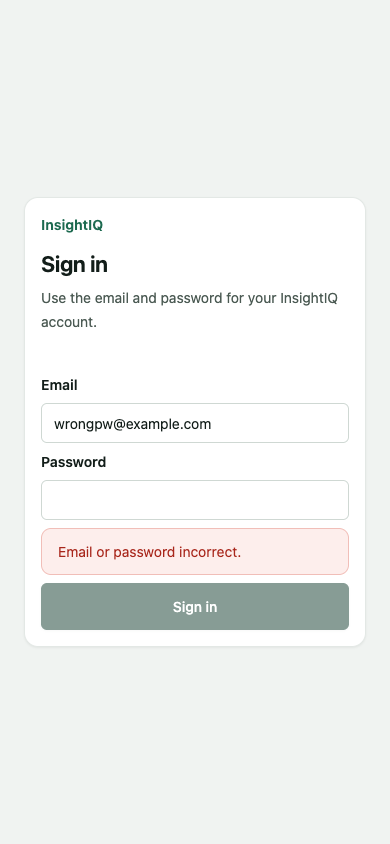 InsightIQ
Sign in
Use the email and password for your InsightIQ
account.
Email
wrongpw@example.com
Password
Email or password incorrect.
Sign in